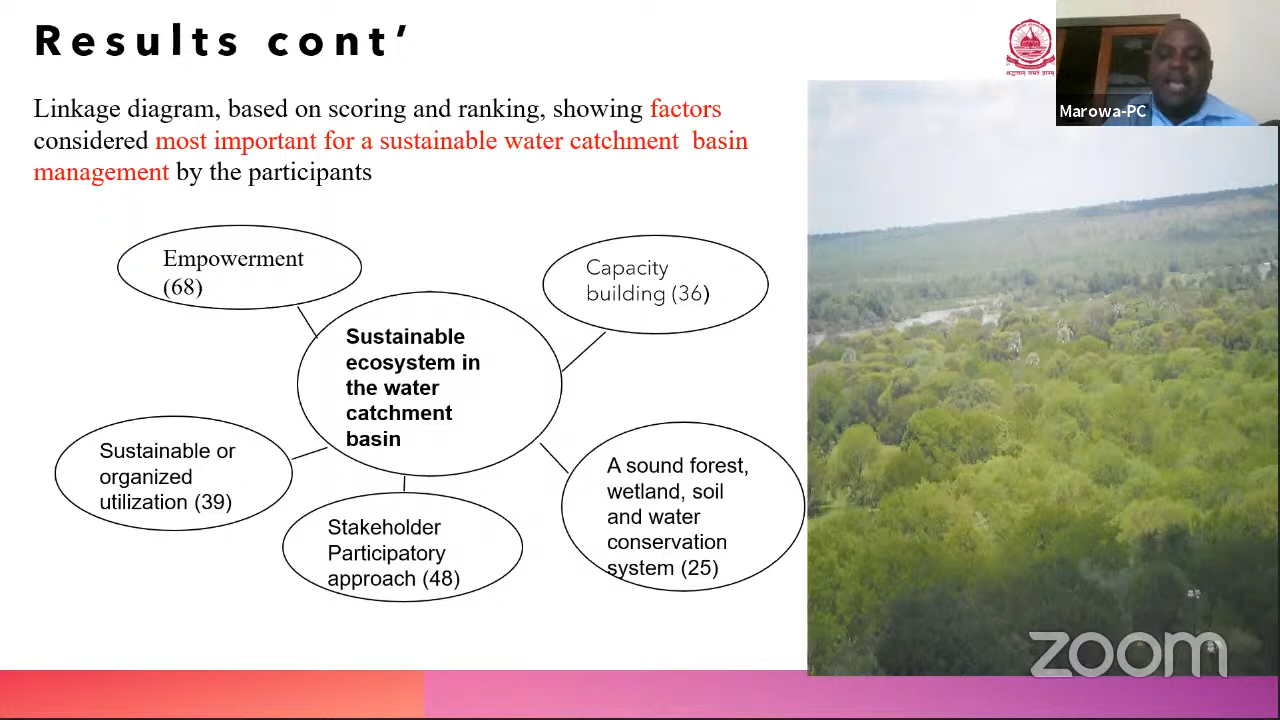 Results cont’
Linkage diagram, based on scoring and ranking, showing factors
considered most important for a sustainable water catchment basin
management by the participants
Empowerment
(68)
Capacity
building (36)
Sustainable
ecosystem in
the water
catchment
basin
Sustainable or
organized
utilization (39)
Stakeholder
Participatory
approach (48)
A sound forest,
wetland, soil
and water
conservation
system (25)
Marowa-PC
zoom